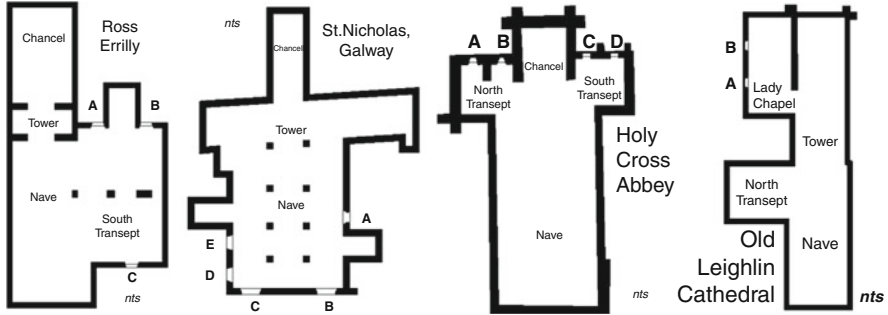 Ross
Errilly
Chancel
A
B
Tower
Nave
South
Transept
C
nts
nts
St.Nicholas,
Galway
Chancel
Tower
Nave
A
E
D
C
B
A
B
C
D
Chancel
North
Transept
South
Transept
Holy
Cross
Abbey
Nave
nts
B
A
Lady
Chapel
Tower
North
Transept
Nave
Old
Leighlin
Cathedral
nts